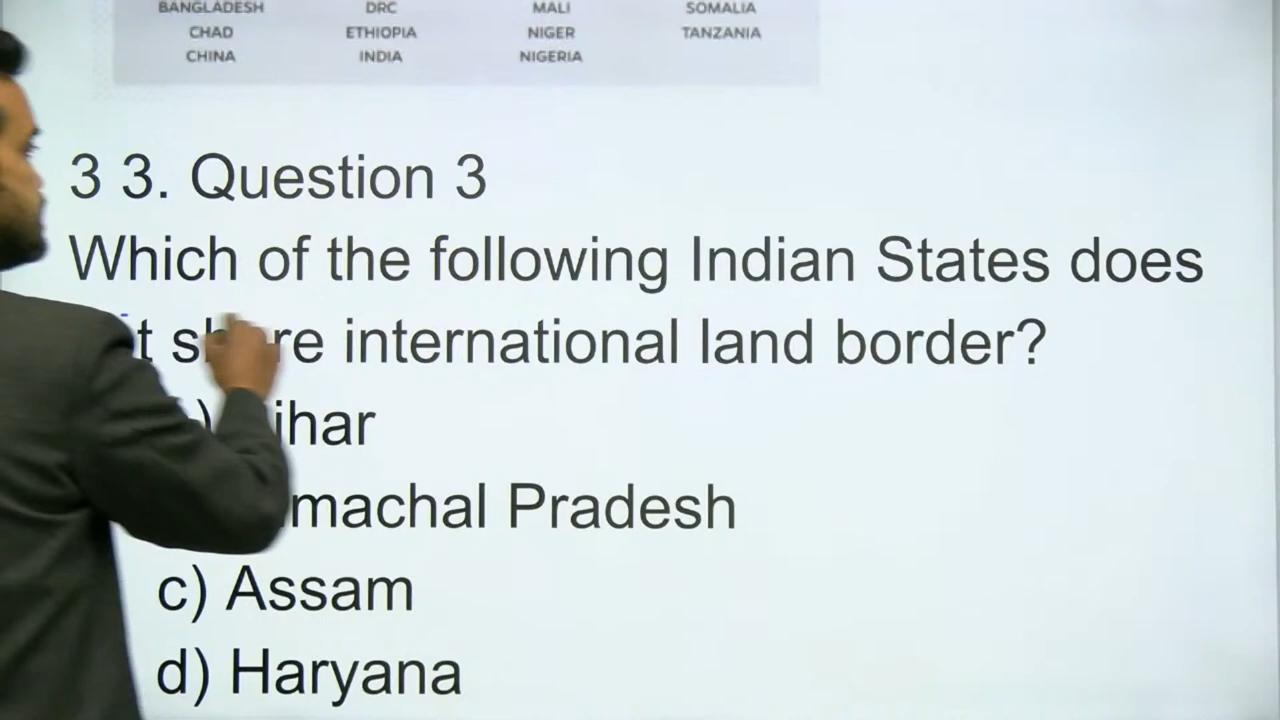 BANGLADESH DRC MALI SOMALIA
CHAD ETHIOPIA NIGER TANZANIA
CHINA INDIA NIGERIA
3 3. Question 3
Which of the following Indian States does
international land border?
c) Assam
Pradesh
d) Haryana